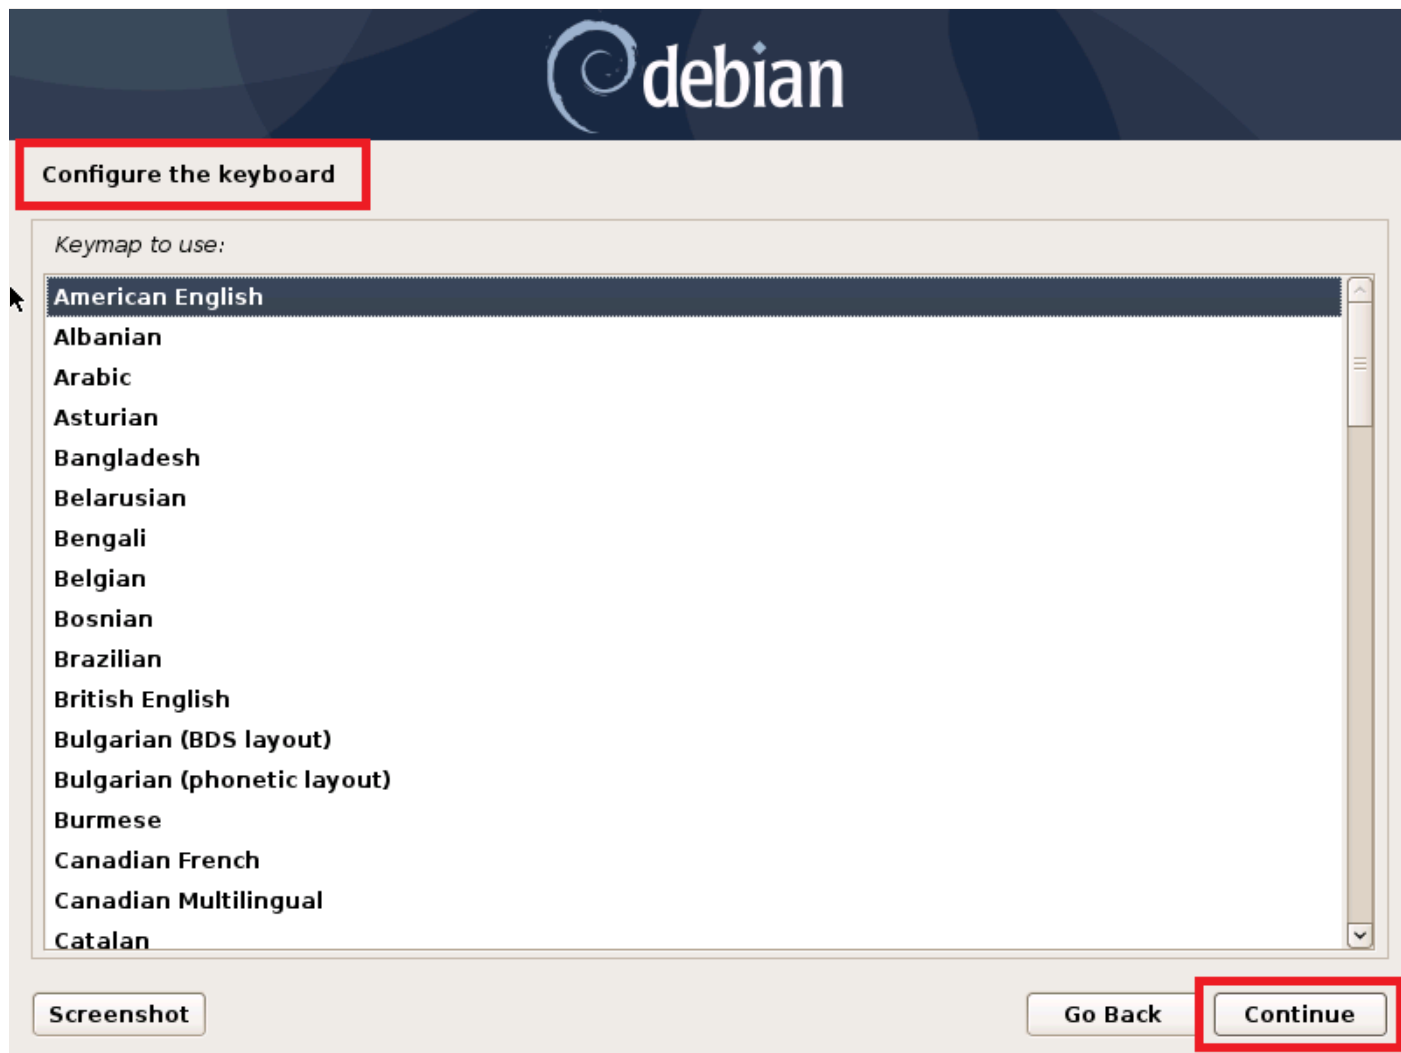 debian
Configure the keyboard
Keymap to use:
American English
Albanian
Arabic
Asturian
Bangladesh
Belarusian
Bengali
Belgian
Bosnian
Brazilian
British English
Bulgarian (BDS layout)
Bulgarian (phonetic layout)
Burmese
Canadian French
Canadian Multilingual
Catalan
Screenshot
Go Back
Continue